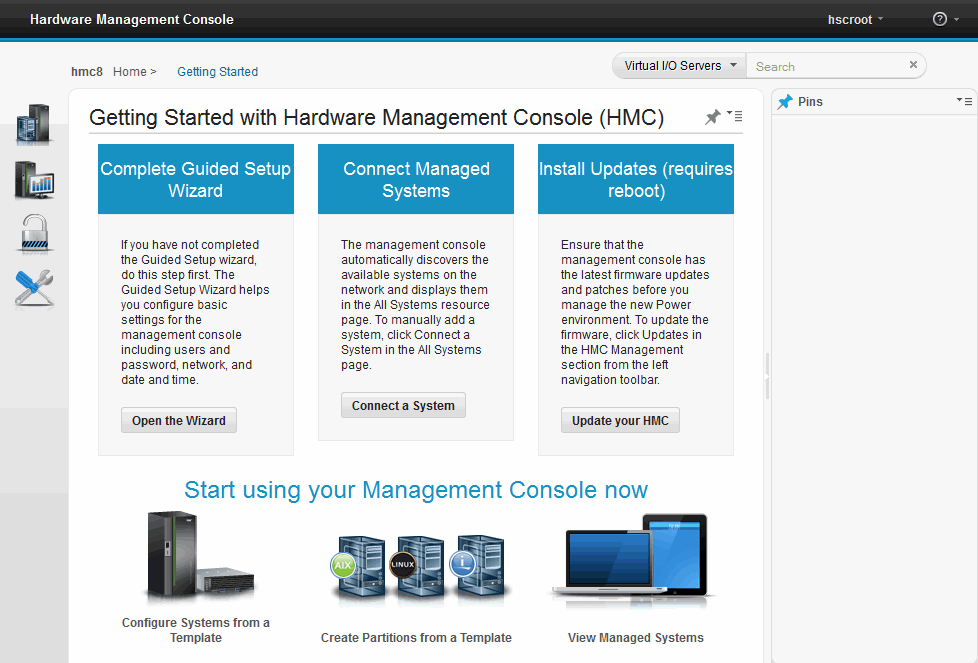 Hardware Management Console
hscroot
?
hmc8 Home > Getting Started
Virtual I/O Servers
Search
Getting Started with Hardware Management Console (HMC)
Pins
Complete Guided Setup
Wizard
If you have not completed
the Guided Setup wizard,
do this step first. The
Guided Setup Wizard helps
you configure basic
settings for the
management console
including users and
password, network, and
date and time.
Open the Wizard
Connect Managed
Systems
The management console
automatically discovers the
available systems on the
network and displays them
in the All Systems resource
page. To manually add a
system, click Connect a
System in the All Systems
page.
Connect a System
Install Updates (requires
reboot)
Ensure that the
management console has
the latest firmware updates
and patches before you
manage the new Power
environment. To update the
firmware, click Updates in
the HMC Management
section from the left
navigation toolbar.
Update your HMC
Start using your Management Console now
AIX
LINUX
i
Configure Systems from a
Template
Create Partitions from a Template
View Managed Systems